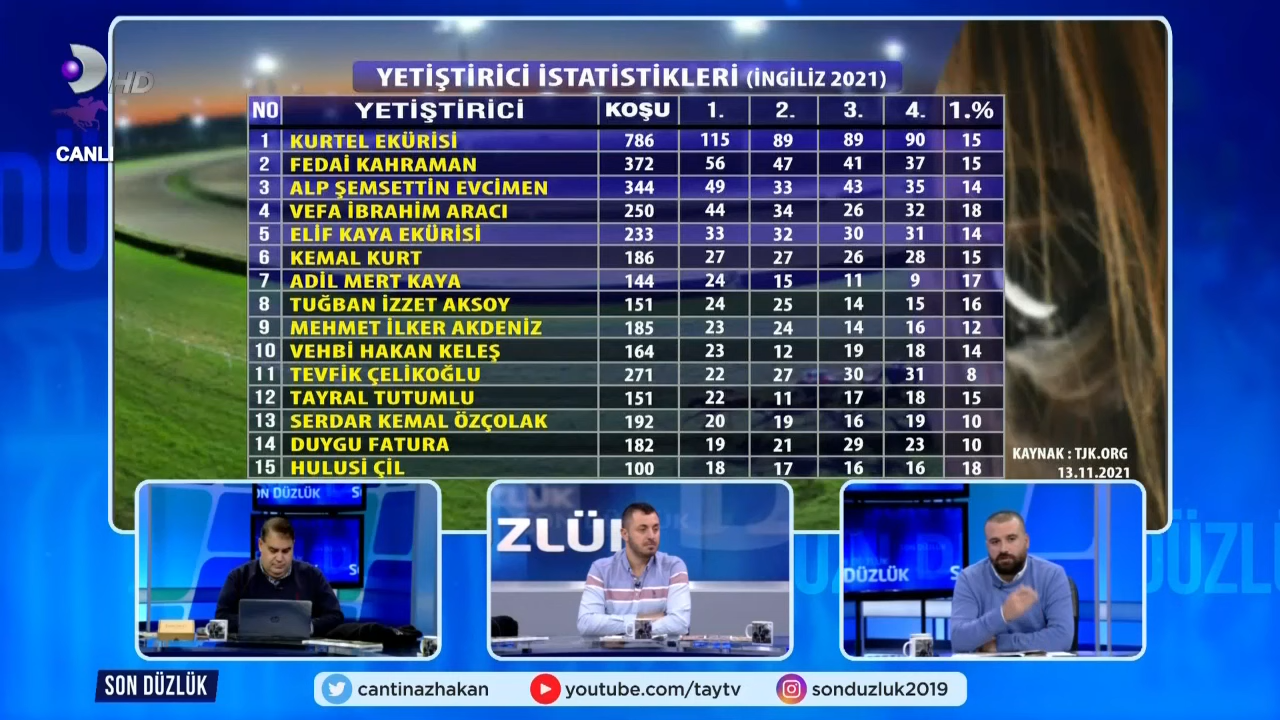 HD
CANLI
YETİŞTİRİCİ İSTATİSTİKLERİ (İNGİLİZ 2021)
NO YETİŞTİRİCİ KOŞU 1. 2. 3. 4. 1.%
1 KURTEL EKÜRİSİ 786 115 89 89 90 15
2 FEDAİ KAHRAMAN 372 56 47 41 37 15
3 ALP ŞEMSETTİN EVCİMEN 344 49 33 43 35 14
4 VEFA İBRAHİM ARACI 250 44 34 26 32 18
5 ELİF KAYA EKÜRİSİ 233 33 32 30 31 14
6 KEMAL KURT 186 27 27 26 28 15
7 ADİL MERT KAYA 144 24 15 11 9 17
8 TUĞBAN İZZET AKSOY 151 24 25 14 15 16
9 MEHMET İLKER AKDENİZ 185 23 24 14 16 12
10 VEHBİ HAKAN KELEŞ 164 23 12 19 18 14
11 TEVFİK ÇELİKOĞLU 271 22 27 30 31 8
12 TAYRAL TUTUMLU 151 22 11 17 18 15
13 SERDAR KEMAL ÖZÇOLAK 192 20 19 16 19 10
14 DUYGU FATURA 182 19 21 29 23 10
15 HULUSİ ÇİL 100 18 17 16 16 18
KAYNAK : TJK.ORG
13.11.2021
ON DÜZLÜK
ZLÜK
DÜZLÜK
SON DÜZLÜK
cantinazhakan
youtube.com/taytv
sonduzluk2019